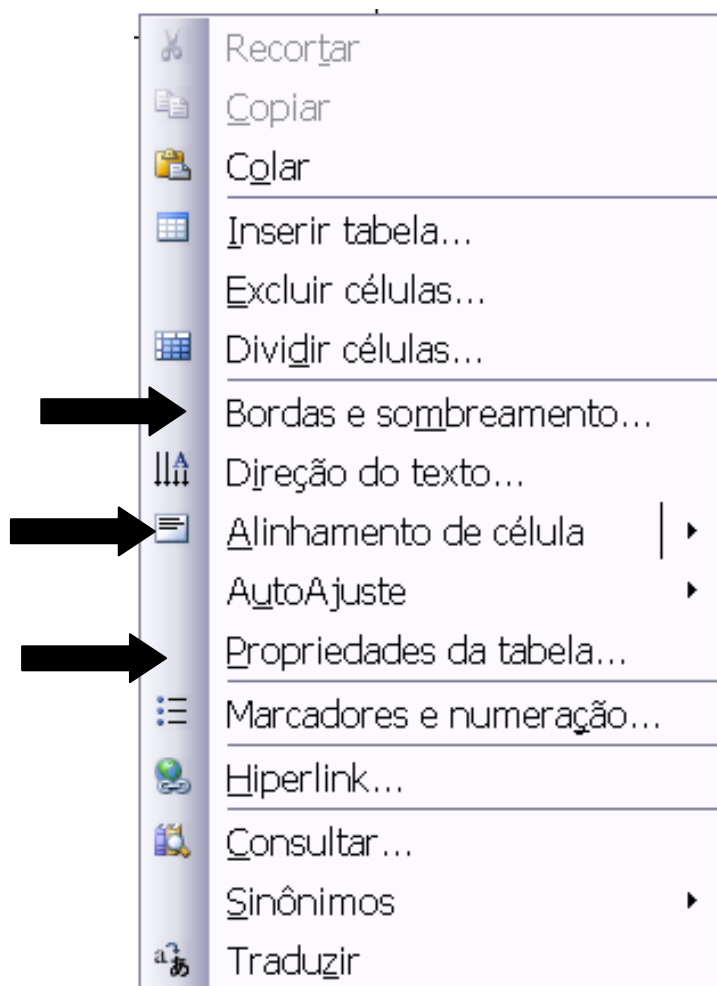 Recortar
Copiar
Colar
Inserir tabela...
Excluir células...
Dividir células...
Bordas e sombreamento...
Direção do texto...
Alinhamento de célula
AutoAjuste
Propriedades da tabela...
Marcadores e numeração...
Hiperlink...
Consultar...
Sinônimos
Traduzir